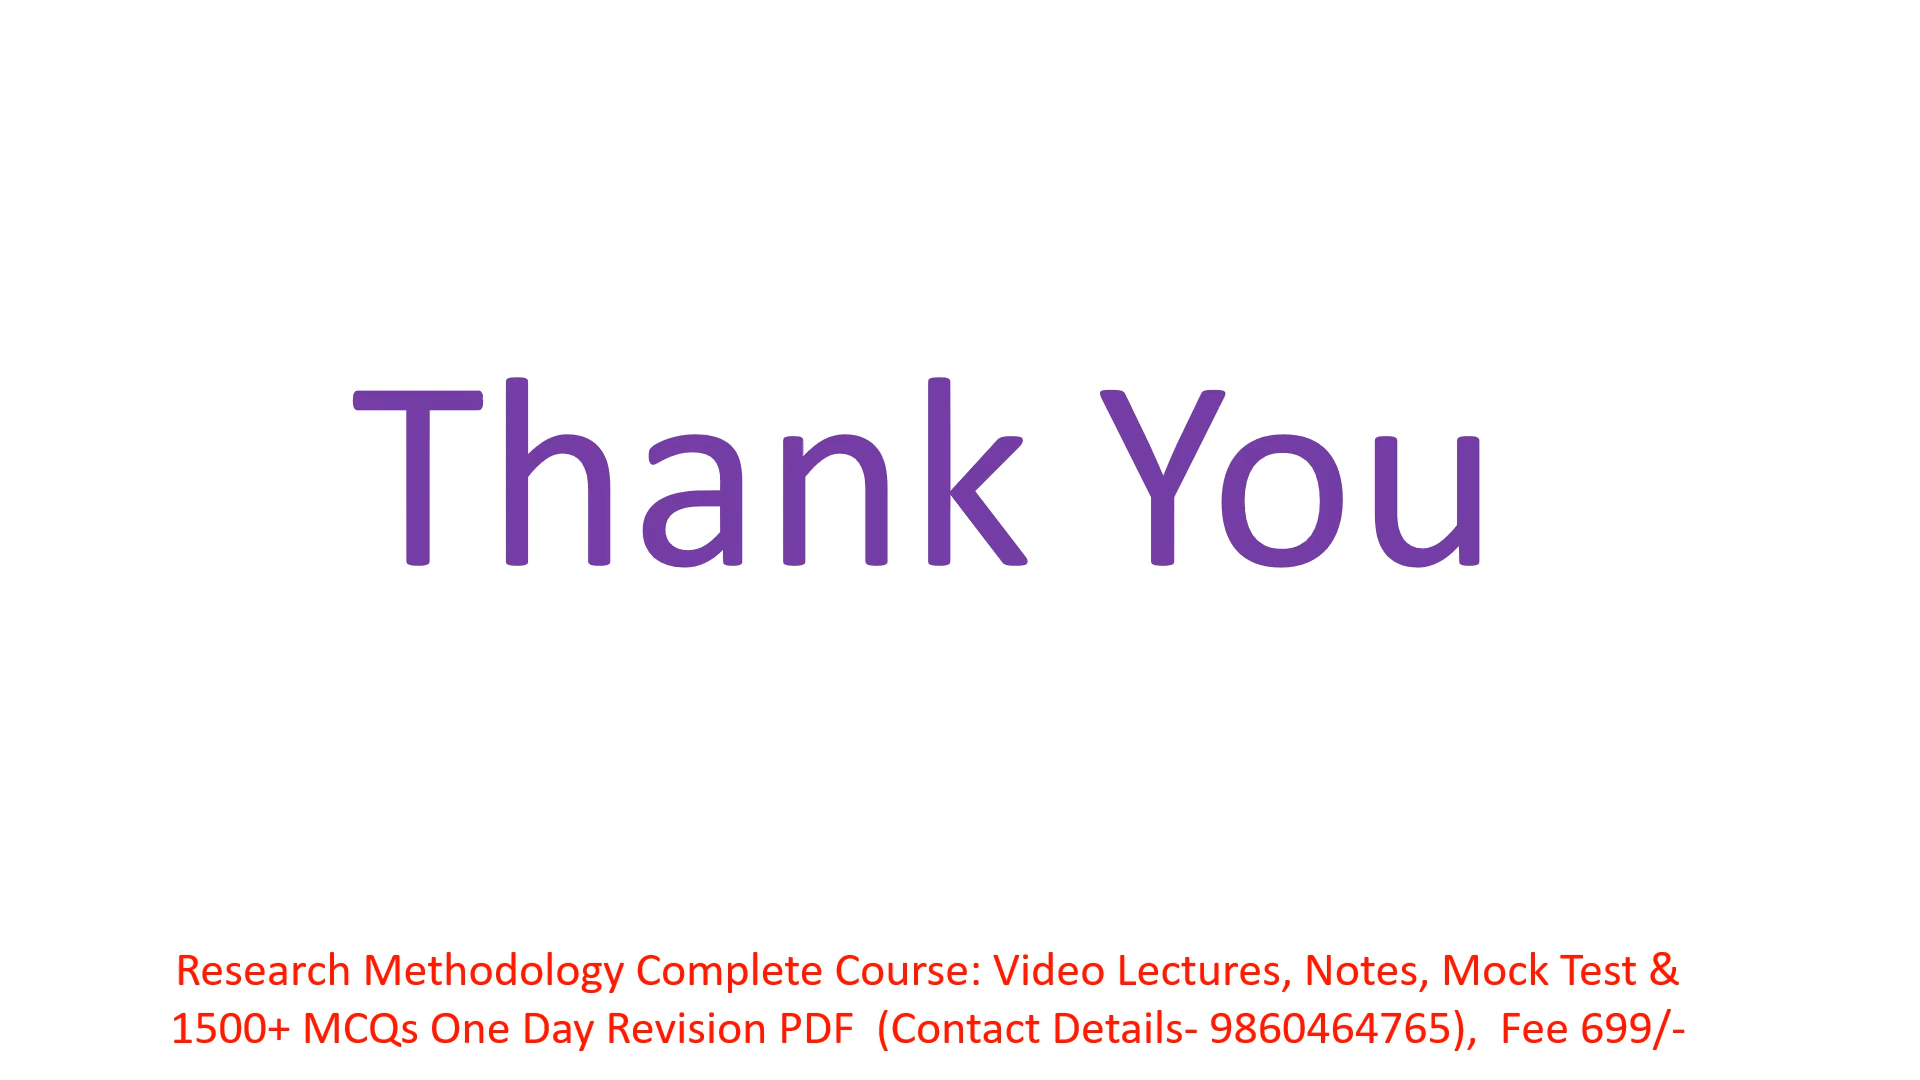 Thank You
Research Methodology Complete Course: Video Lectures, Notes, Mock Test &
1500+ MCQs One Day Revision PDF  (Contact Details- 9860464765),  Fee 699/-